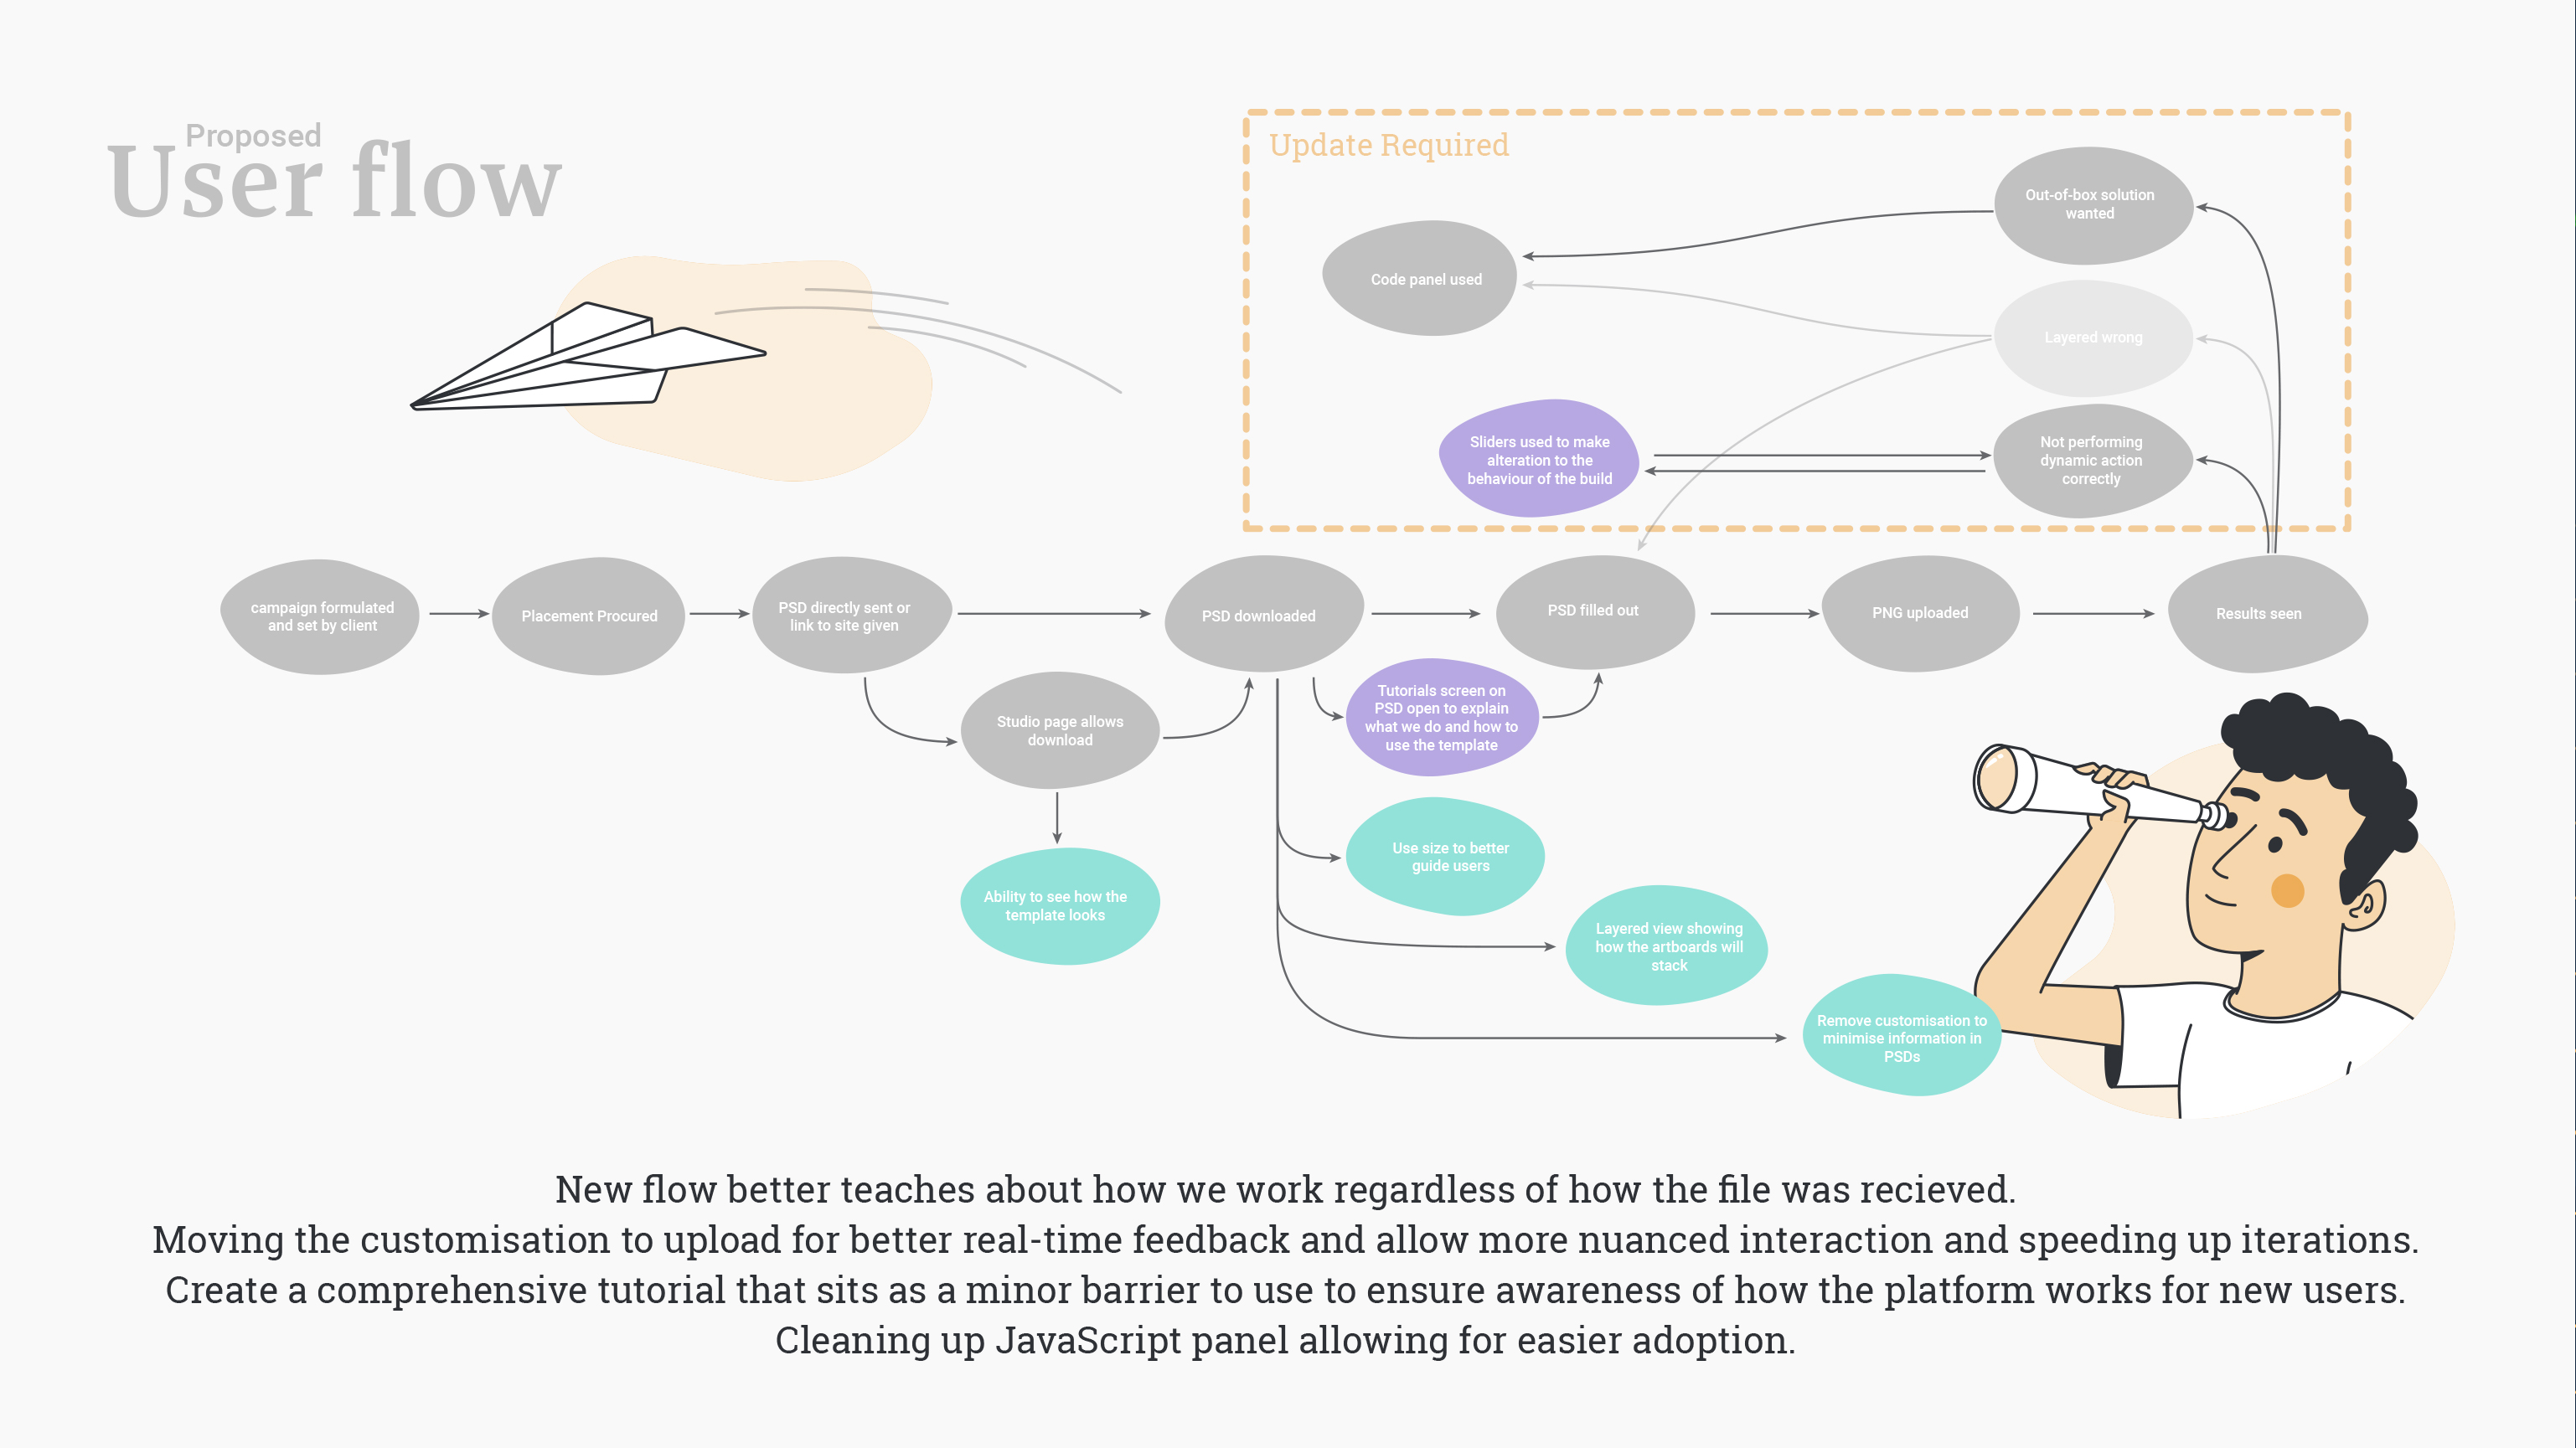 Proposed
User flow
Update Required
Out-of-box solution
wanted
Code panel used
Layered wrong
Sliders used to make
alteration to the
behaviour of the build
Not performing
dynamic action
correctly
campaign formulated
and set by client
Placement Procured
PSD directly sent or
link to site given
PSD downloaded
PSD filled out
PNG uploaded
Results seen
Studio page allows
download
Tutorials screen on
PSD open to explain
what we do and how to
use the template
Use size to better
guide users
Ability to see how the
template looks
Layered view showing
how the artboards will
stack
Remove customisation to
minimise information in
PSDs
New flow better teaches about how we work regardless of how the file was recieved.
Moving the customisation to upload for better real-time feedback and allow more nuanced interaction and speeding up iterations.
Create a comprehensive tutorial that sits as a minor barrier to use to ensure awareness of how the platform works for new users.
Cleaning up JavaScript panel allowing for easier adoption.